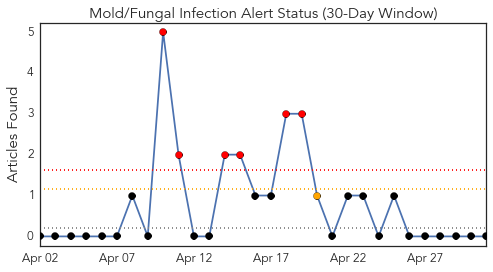 Mold/Fungal Infection Alert Status (30-Day Window)
Articles Found
5
4
3
2
1
0
Apr 02 Apr 07 Apr 12 Apr 17 Apr 22 Apr 27